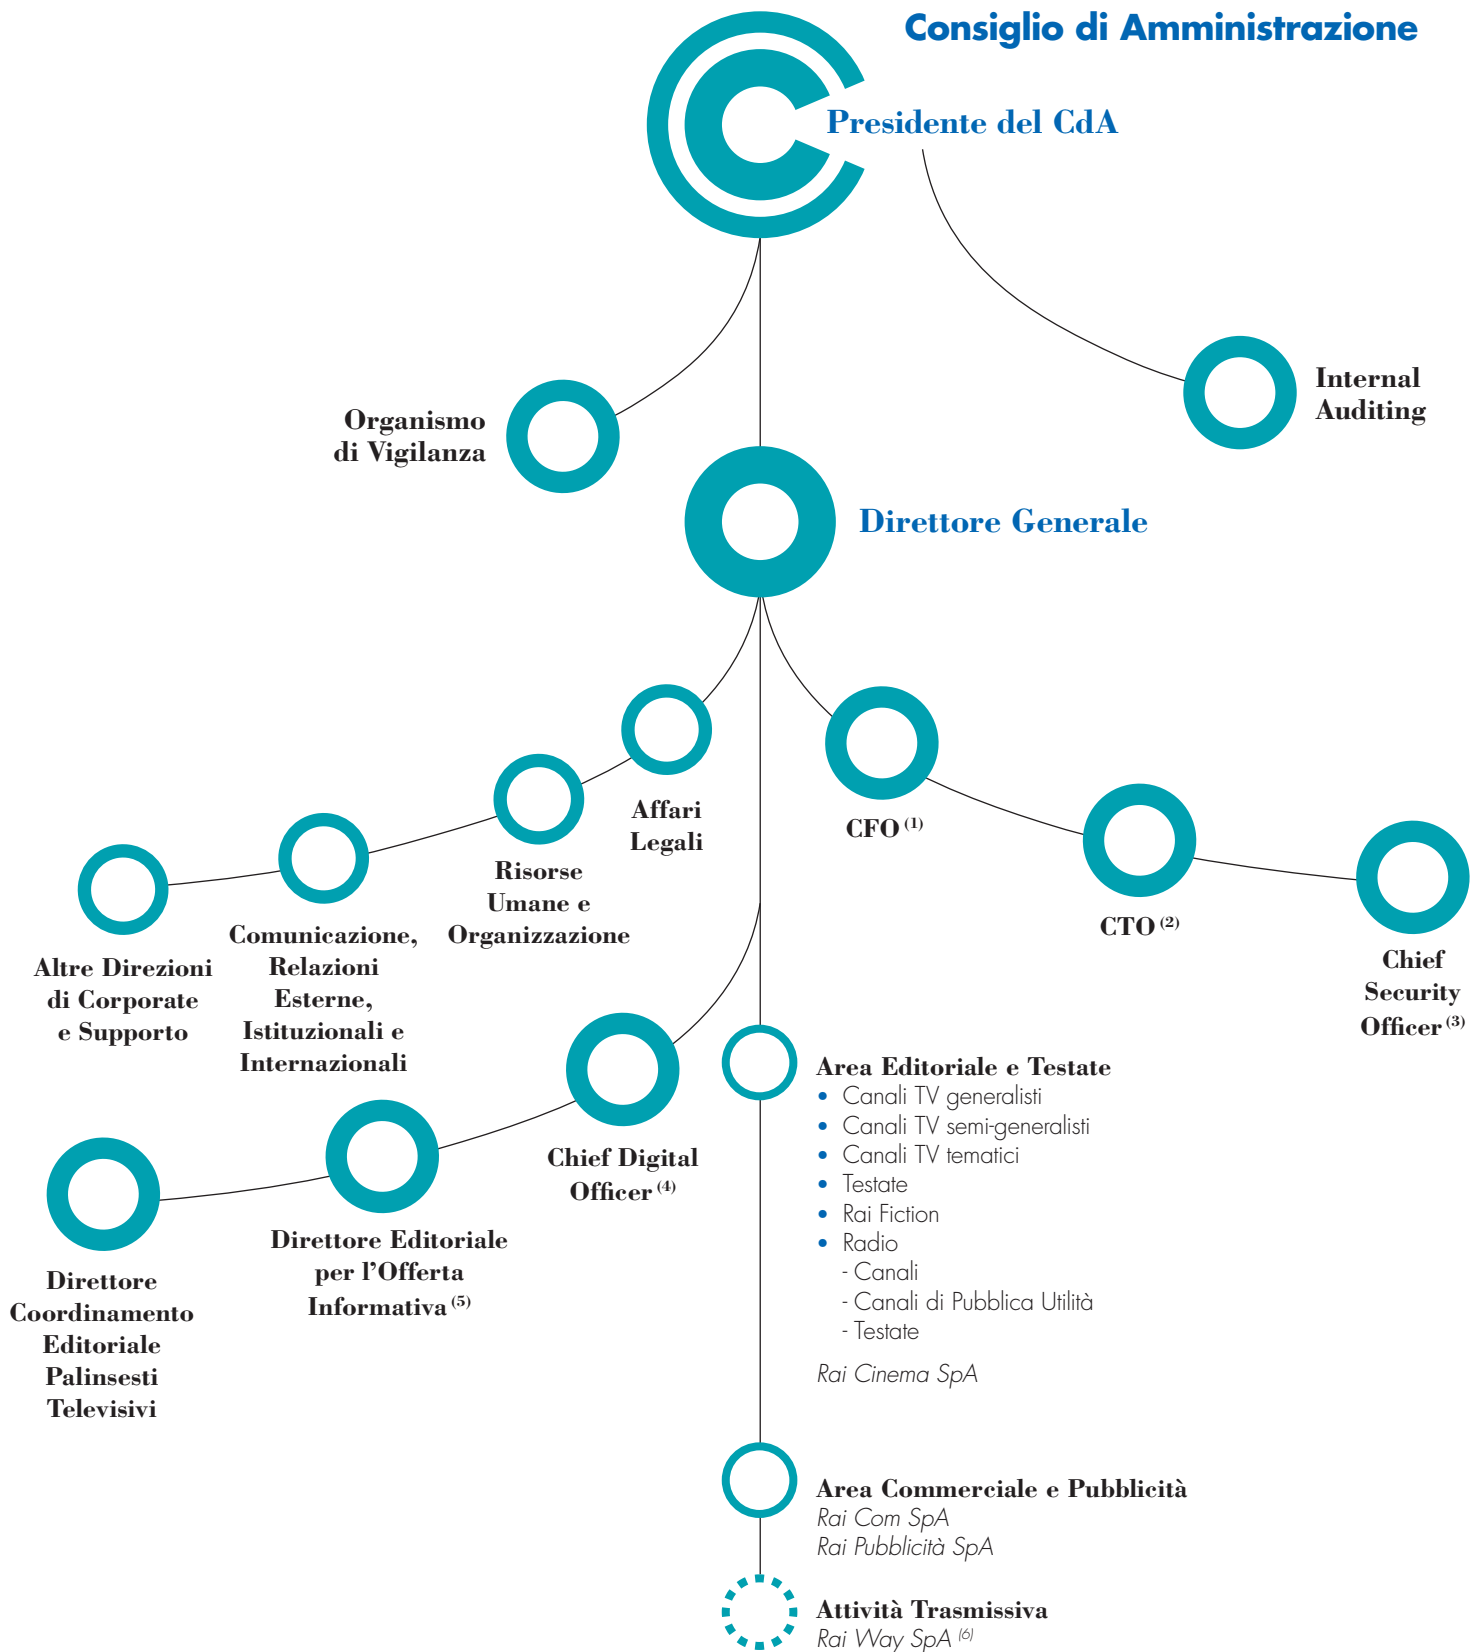 Consiglio di Amministrazione
Presidente del CdA
Internal
Auditing
Organismo
di Vigilanza
Direttore Generale
Affari
Legali
Risorse
Umane e
Organizzazione
Comunicazione,
Relazioni
Esterne,
Istituzionali e
Internazionali
Altre Direzioni
di Corporate
e Supporto
CFO (1)
CTO (2)
Chief
Security
Officer (3)
Chief Digital
Officer (4)
Direttore Editoriale
per l’Offerta
Informativa (5)
Direttore
Coordinamento
Editoriale
Palinsesti
Televisivi
Area Editoriale e Testate
• Canali TV generalisti
• Canali TV semi-generalisti
• Canali TV tematici
• Testate
• Rai Fiction
• Radio
- Canali
- Canali di Pubblica Utilità
- Testate
Rai Cinema SpA
Area Commerciale e Pubblicità
Rai Com SpA
Rai Pubblicità SpA
Attività Trasmissiva
Rai Way SpA (6)